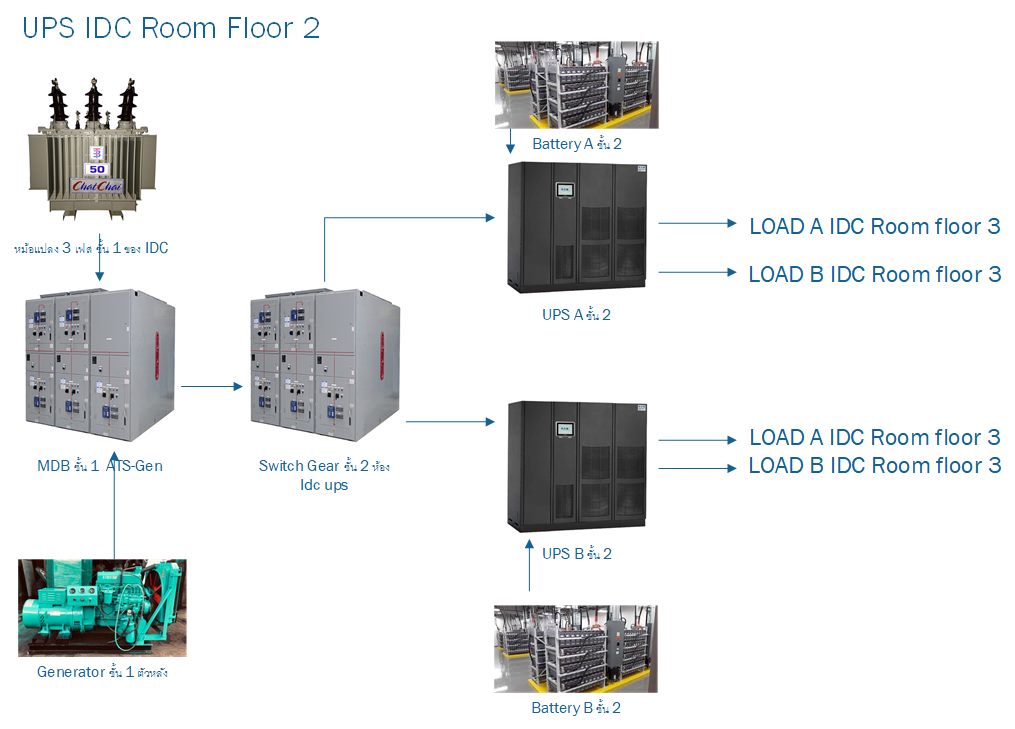 UPS IDC Room Floor 2
50
ChatChai
หม้อแปลง 3 เฟส ชั้น 1 ของ IDC
MDB ชั้น 1 ATS-Gen
Generator ชั้น 1 ตัวหลัง
Switch Gear ชั้น 2 ห้อง
Idc ups
Battery A ชั้น 2
UPS A ชั้น 2
LOAD A IDC Room floor 3
LOAD B IDC Room floor 3
LOAD A IDC Room floor 3
LOAD B IDC Room floor 3
UPS B ชั้น 2
Battery B ชั้น 2